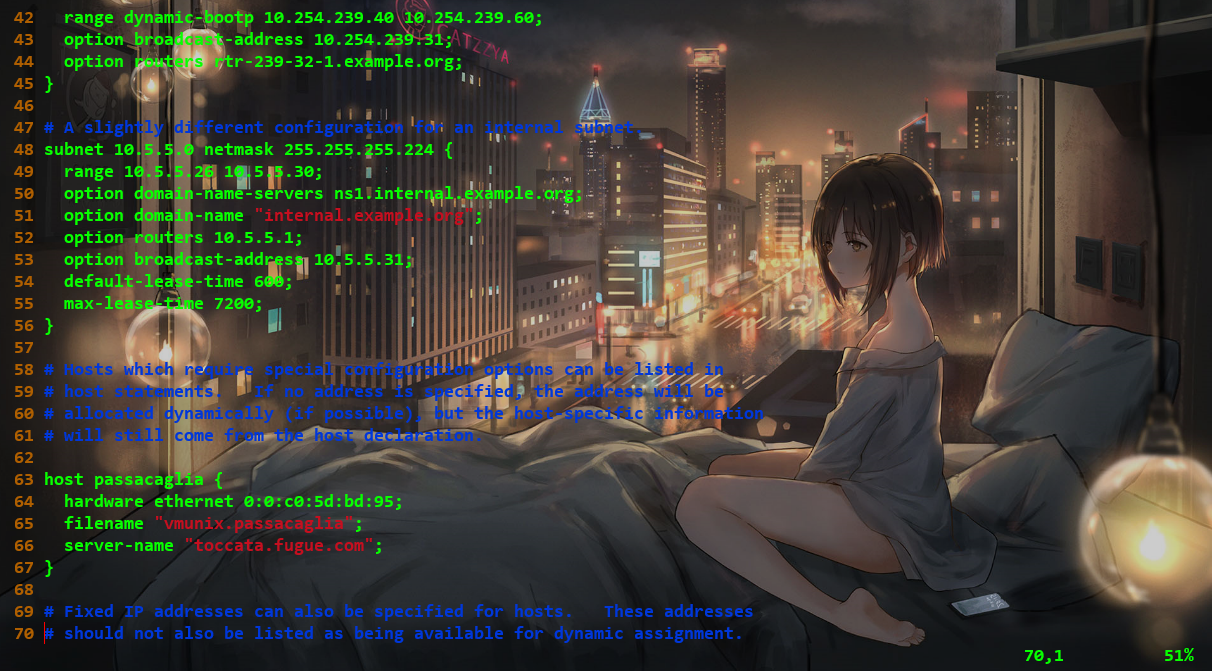 42   range dynamic-bootp 10.254.239.40 10.254.239.60;
43   option broadcast-address 10.254.239.31;
44   option routers rtr-239-32-1.example.org;
45 }
46
47 # A slightly different configuration for an internal subnet.
48 subnet 10.5.5.0 netmask 255.255.255.224 {
49   range 10.5.5.26 10.5.5.30;
50   option domain-name-servers ns1.internal.example.org;
51   option domain-name "internal.example.org";
52   option routers 10.5.5.1;
53   option broadcast-address 10.5.5.31;
54   default-lease-time 600;
55   max-lease-time 7200;
56 }
57
58 # Hosts which require special configuration options can be listed in
59 # host statements.   If no address is specified, the address will be
60 # allocated dynamically (if possible), but the host-specific information
61 # will still come from the host declaration.
62
63 host passacaglia {
64   hardware ethernet 0:0:c0:5d:bd:95;
65   filename "vmunix.passacaglia";
66   server-name "toccata.fugue.com";
67 }
68
69 # Fixed IP addresses can also be specified for hosts.   These addresses
70 # should not also be listed as being available for dynamic assignment.
70,1 51%